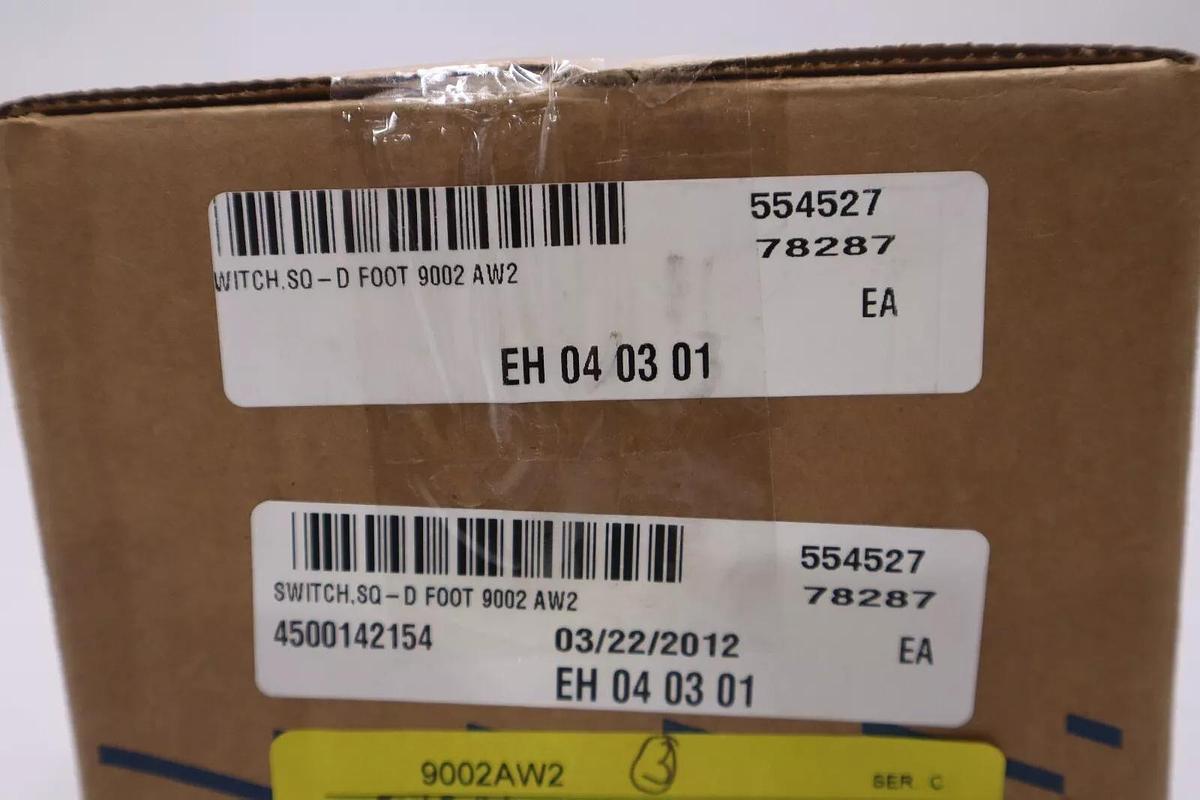 554527
78287
WITCH,SQ-D FOOT 9002 AW2
EA
EH 04 03 01
554527
78287
SWITCH,SQ-D FOOT 9002 AW2
4500142154 03/22/2012 EA
EH 04 03 01
9002AW2 3 SER. C